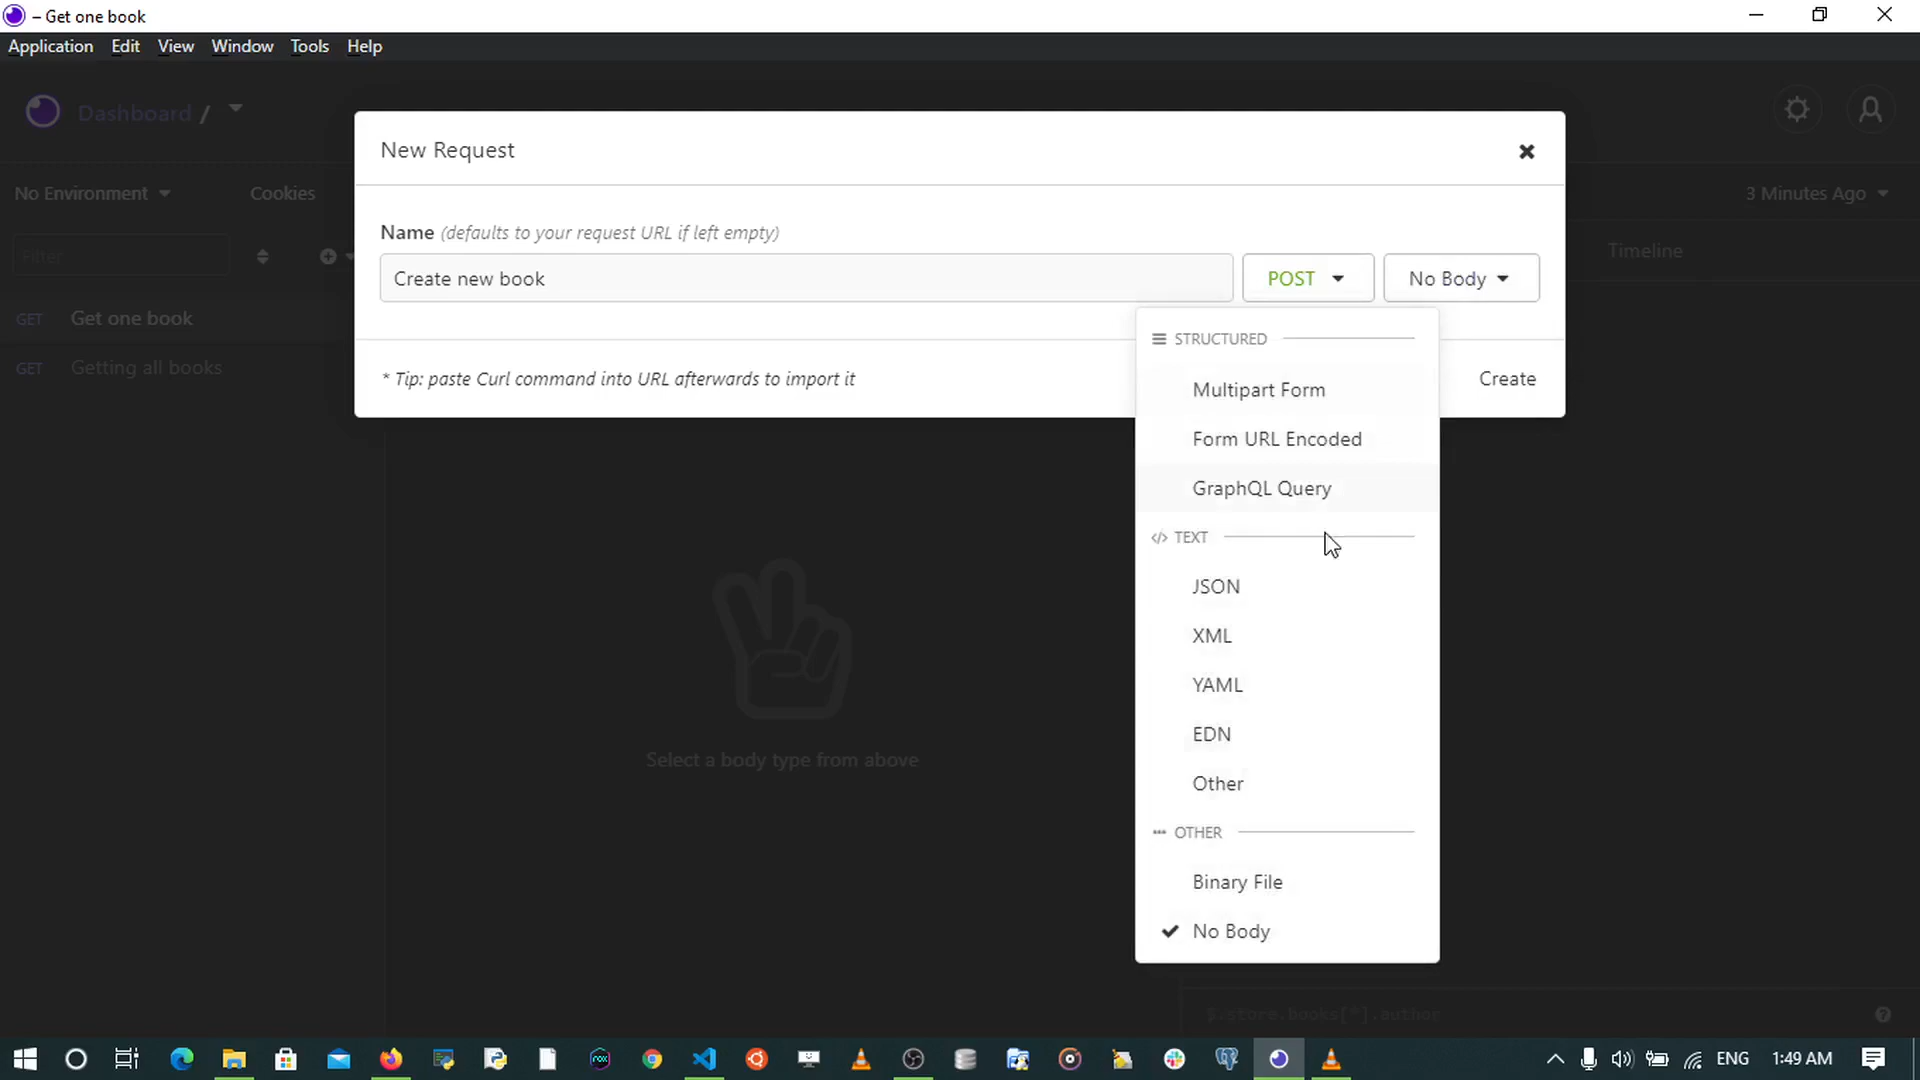 – Get one book
Application Edit View Window Tools Help
Dashboard /
New Request
No Environment
Cookies
3 Minutes Ago
Name (defaults to your request URL if left empty)
Filter
Timeline
Create new book
POST
No Body
GET Get one book
STRUCTURED
GET Getting all books
* Tip: paste Curl command into URL afterwards to import it
Create
Multipart Form
Form URL Encoded
GraphQL Query
</> TEXT
JSON
XML
YAML
EDN
Other
OTHER
Binary File
No Body
Select a body type from above
$.store.books[*].author
ENG
1:49 AM